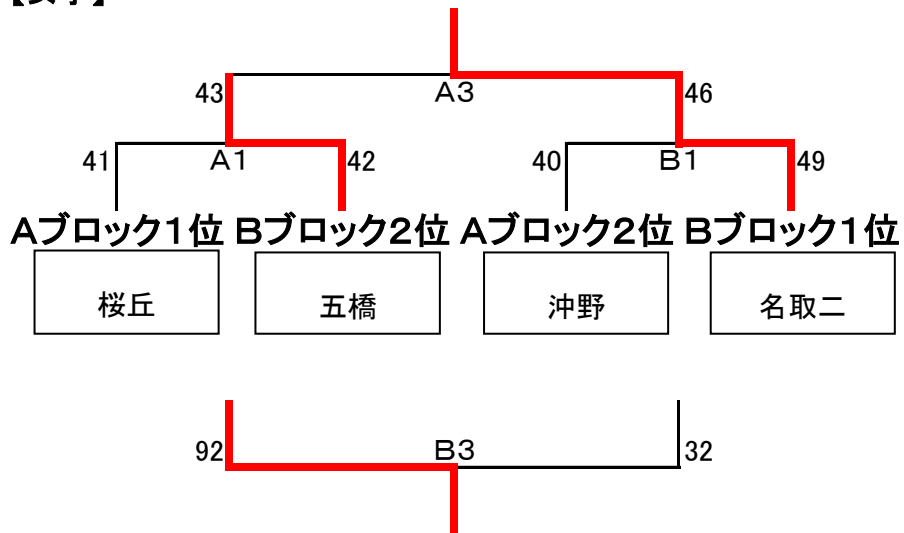 43 A3 46
41 A1 42 40 B1 49
Aブロック1位 Bブロック2位 Aブロック2位 Bブロック1位
桜丘 五橋 沖野 名取二
92 B3 32